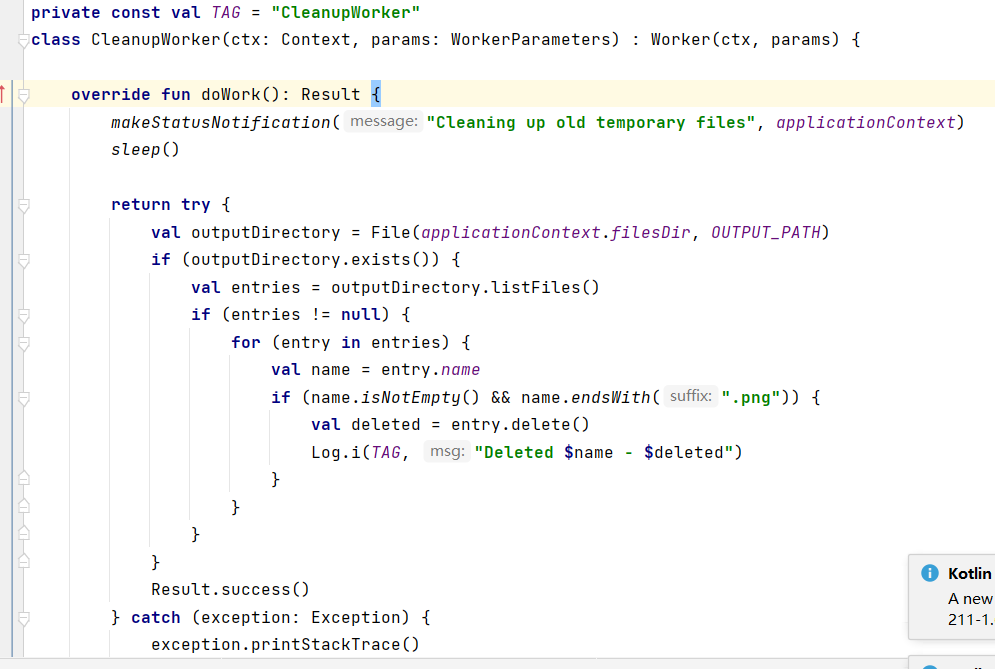 private const val TAG = "CleanupWorker"
class CleanupWorker(ctx: Context, params: WorkerParameters) : Worker(ctx, params) {
override fun doWork(): Result {
makeStatusNotification( message: "Cleaning up old temporary files", applicationContext)
sleep()
return try {
val outputDirectory = File(applicationContext.filesDir, OUTPUT_PATH)
if (outputDirectory.exists()) {
val entries = outputDirectory.listFiles()
if (entries != null) {
for (entry in entries) {
val name = entry.name
if (name.isNotEmpty() && name.endsWith( suffix: ".png")) {
val deleted = entry.delete()
Log.i(TAG, msg: "Deleted $name - $deleted")
}
}
}
}
Result.success()
} catch (exception: Exception) {
exception.printStackTrace()
Kotlin
A new
211-1.